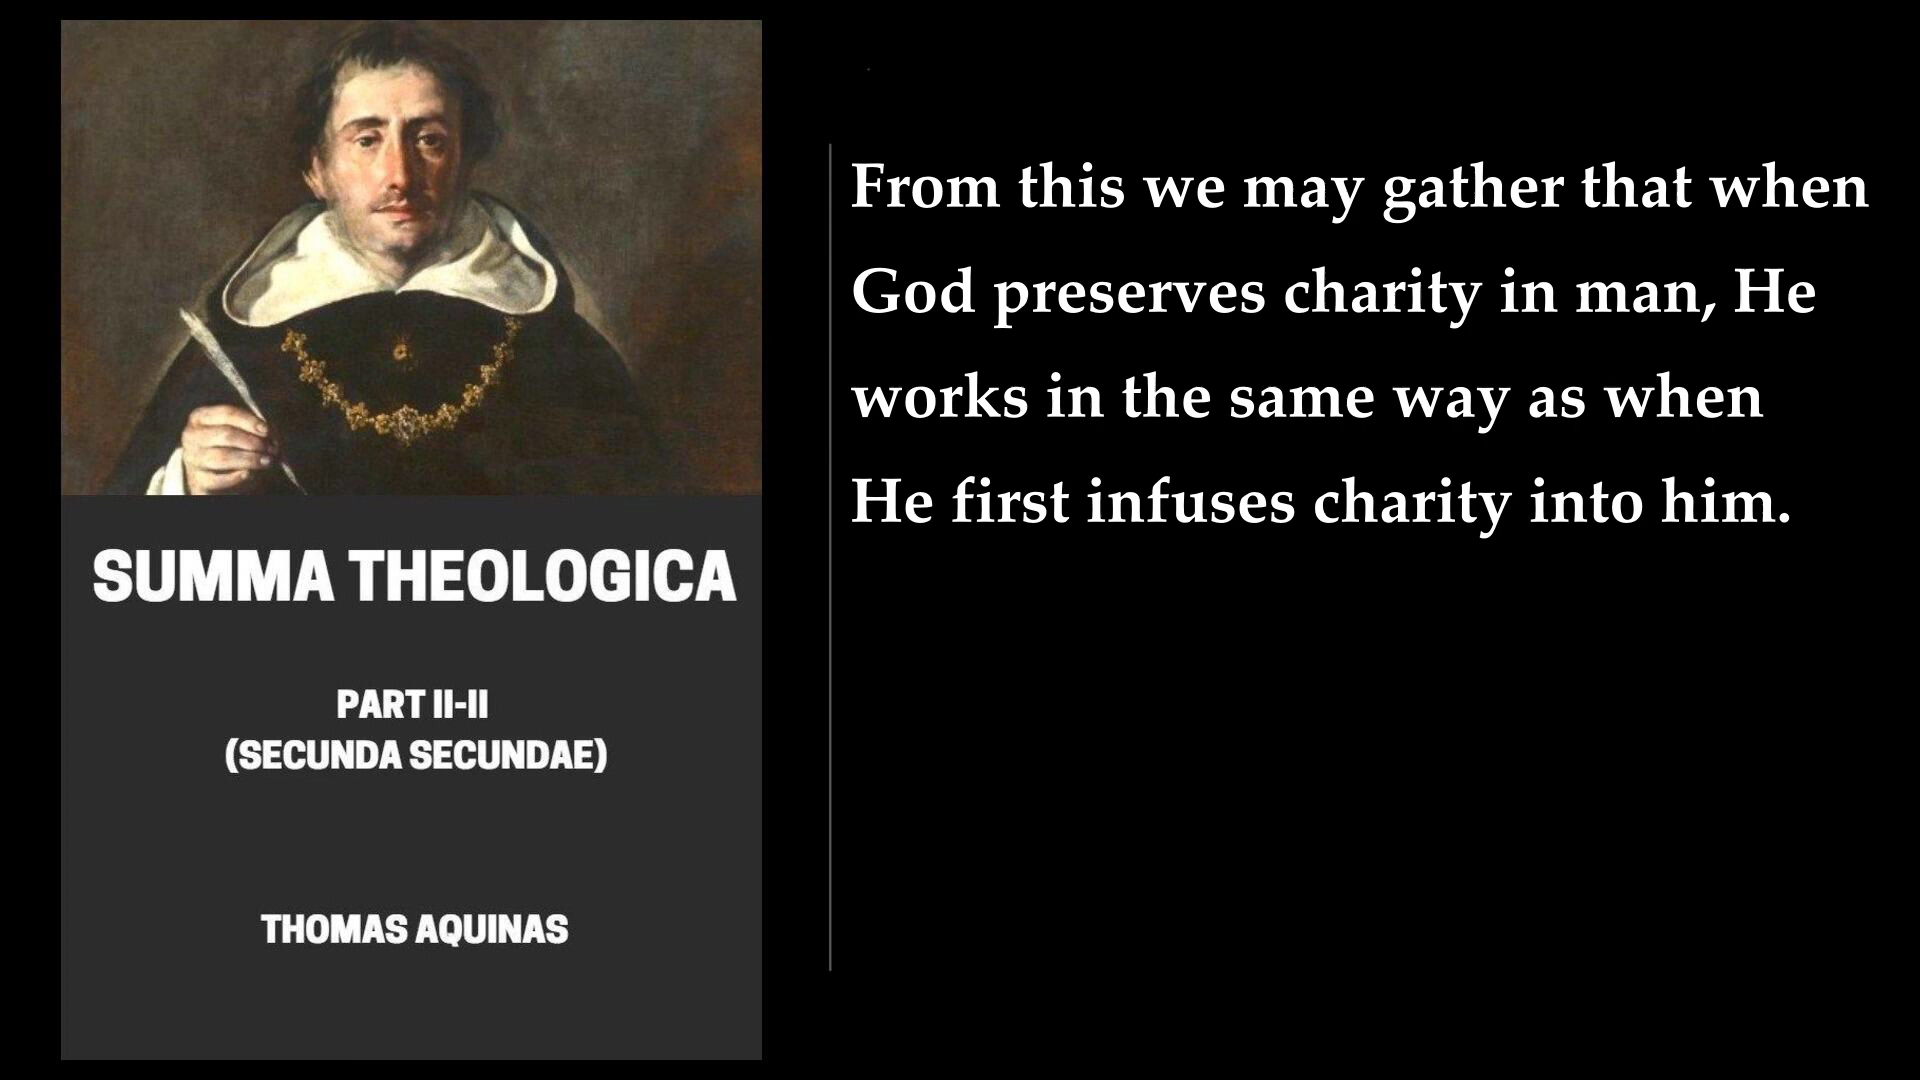 SUMMA THEOLOGICA
PART II-II
(SECUNDA SECUNDAE)
THOMAS AQUINAS
From this we may gather that when
God preserves charity in man, He
works in the same way as when
He first infuses charity into him.